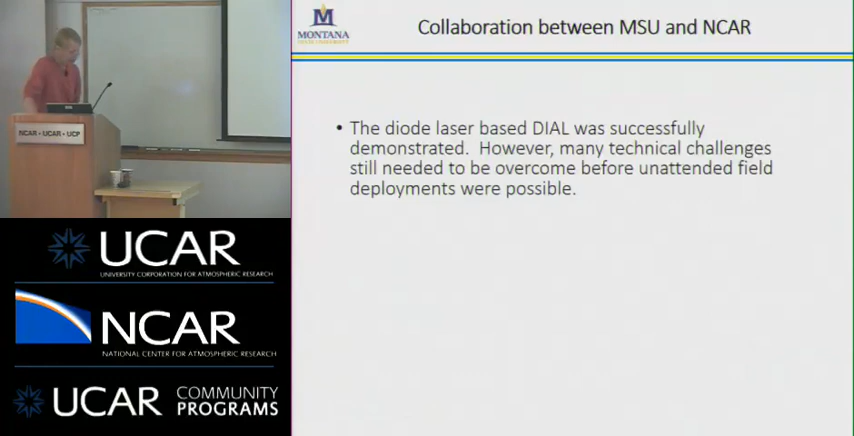 NCAR • UCAR • UCP
MONTANA
STATE UNIVERSITY
Collaboration between MSU and NCAR
• The diode laser based DIAL was successfully
demonstrated. However, many technical challenges
still needed to be overcome before unattended field
deployments were possible.
UCAR
UNIVERSITY CORPORATION FOR ATMOSPHERIC RESEARCH
NCAR
NATIONAL CENTER FOR ATMOSPHERIC RESEARCH
UCAR
COMMUNITY
PROGRAMS